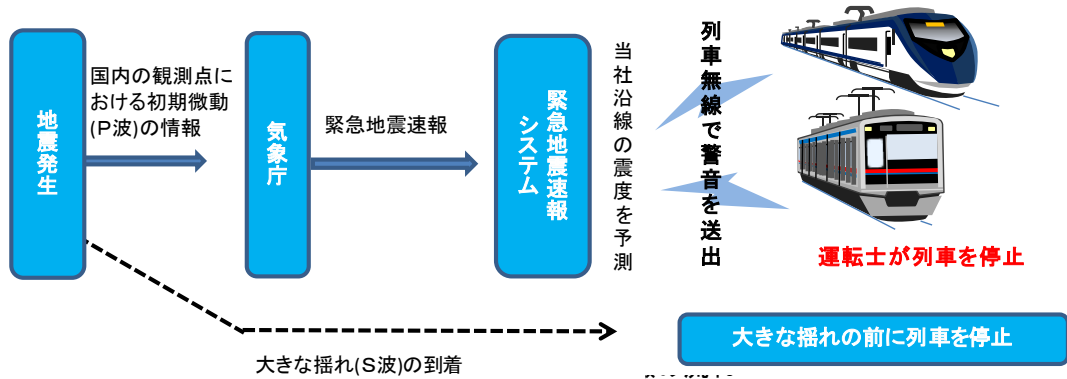 地震発生
国内の観測点に
おける初期微動
(P波)の情報
気象庁
緊急地震速報
緊急地震速報
システム
当社沿線の震度を予測
列車無線で警音を送出
運転士が列車を停止
大きな揺れの前に列車を停止
大きな揺れ(S波)の到着